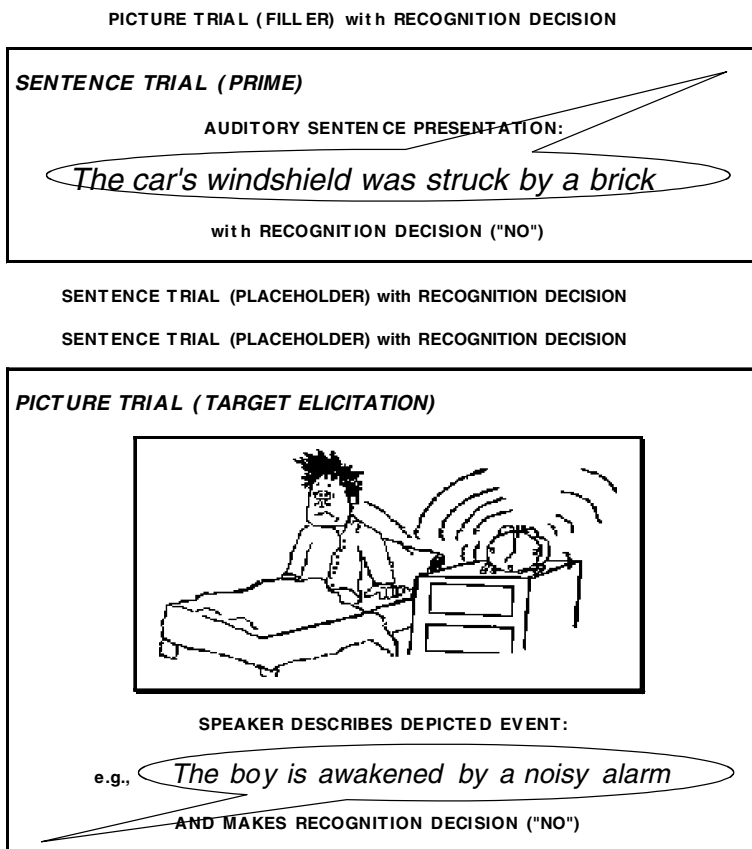 PICTURE TRIAL (FILLER) with RECOGNITION DECISION
SENTENCE TRIAL (PRIME)
AUDITORY SENTENCE PRESENTATION:
The car's windshield was struck by a brick
with RECOGNITION DECISION ("NO")
SENTENCE TRIAL (PLACEHOLDER) with RECOGNITION DECISION
SENTENCE TRIAL (PLACEHOLDER) with RECOGNITION DECISION
PICTURE TRIAL (TARGET ELICITATION)
SPEAKER DESCRIBES DEPICTED EVENT:
e.g., The boy is awakened by a noisy alarm
AND MAKES RECOGNITION DECISION ("NO")